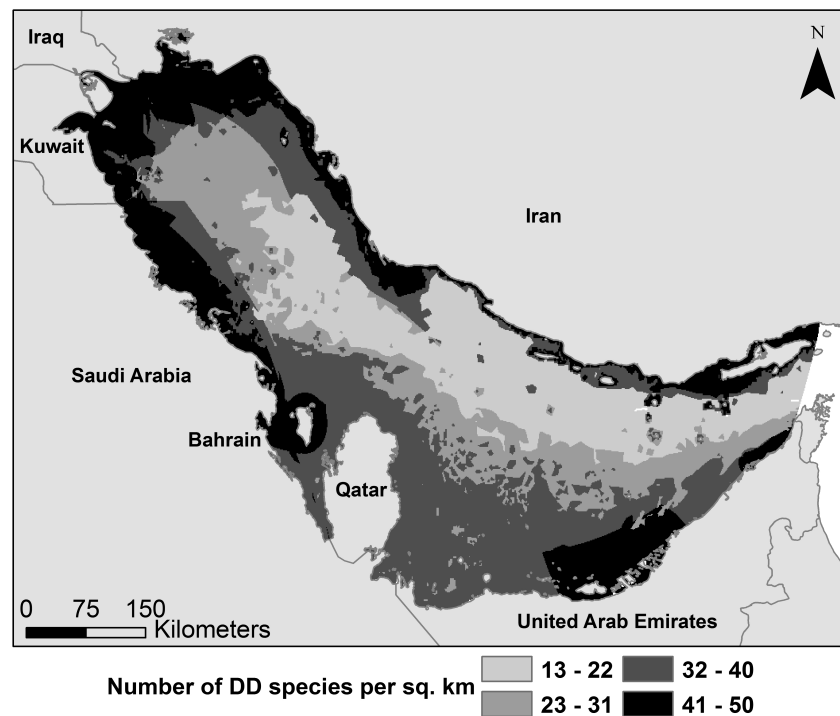 N
Iraq
Kuwait
Iran
Saudi Arabia
Bahrain
Qatar
United Arab Emirates
0 75 150
Kilometers
Number of DD species per sq. km
13 - 22 32 - 40
23 - 31 41 - 50